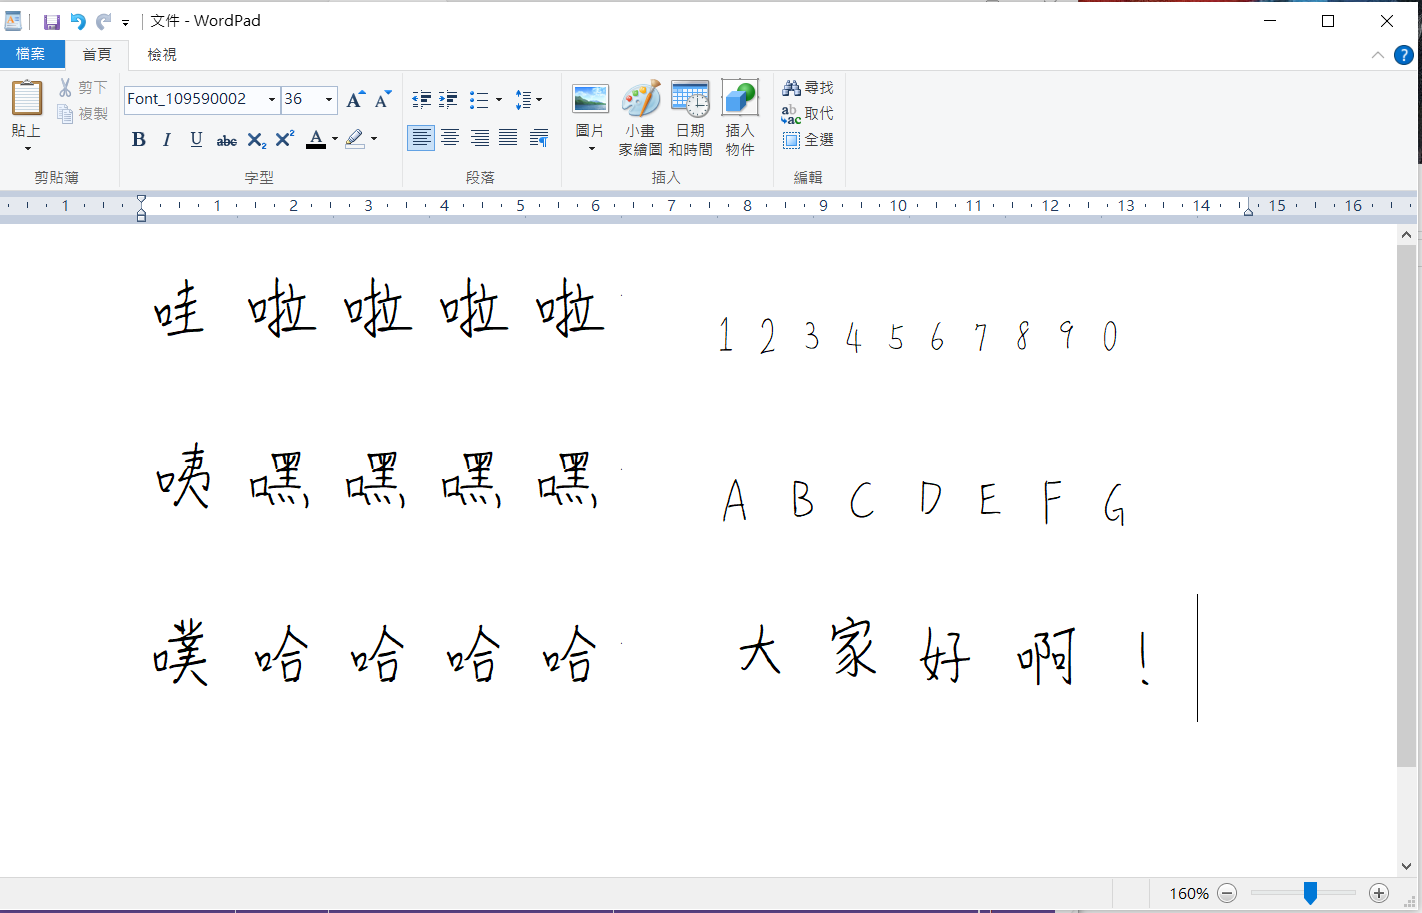 文件 - WordPad
檔案 首頁 檢視
貼上 剪下 複製 剪貼簿
Font_109590002 36
B I U abc X₂ X² A
字型
段落
圖片 小畫家繪圖 日期和時間 插入物件
插入
尋找 取代 全選
編輯
1 1 2 3 4 5 6 7 8 9 10 11 12 13 14 15 16
哇 啦 啦 啦 啦 1 2 3 4 5 6 7 8 9 0
咦 嘿 嘿 嘿 嘿 A B C D E F G
噗 哈 哈 哈 哈 大 家 好 啊 !
160%